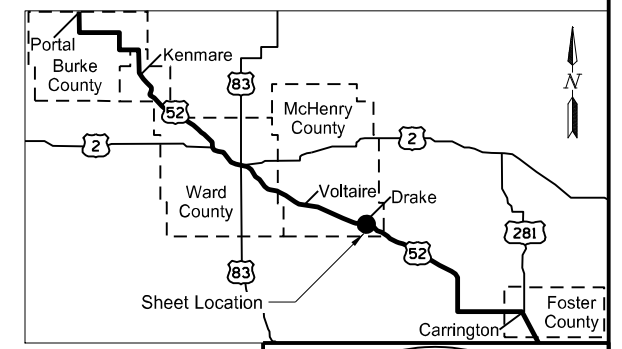 Portal
Burke
County
Kenmare
83
52
McHenry
County
N
2
2
Ward
County
Voltaire
Drake
281
52
83
Sheet Location
Foster
County
Carrington